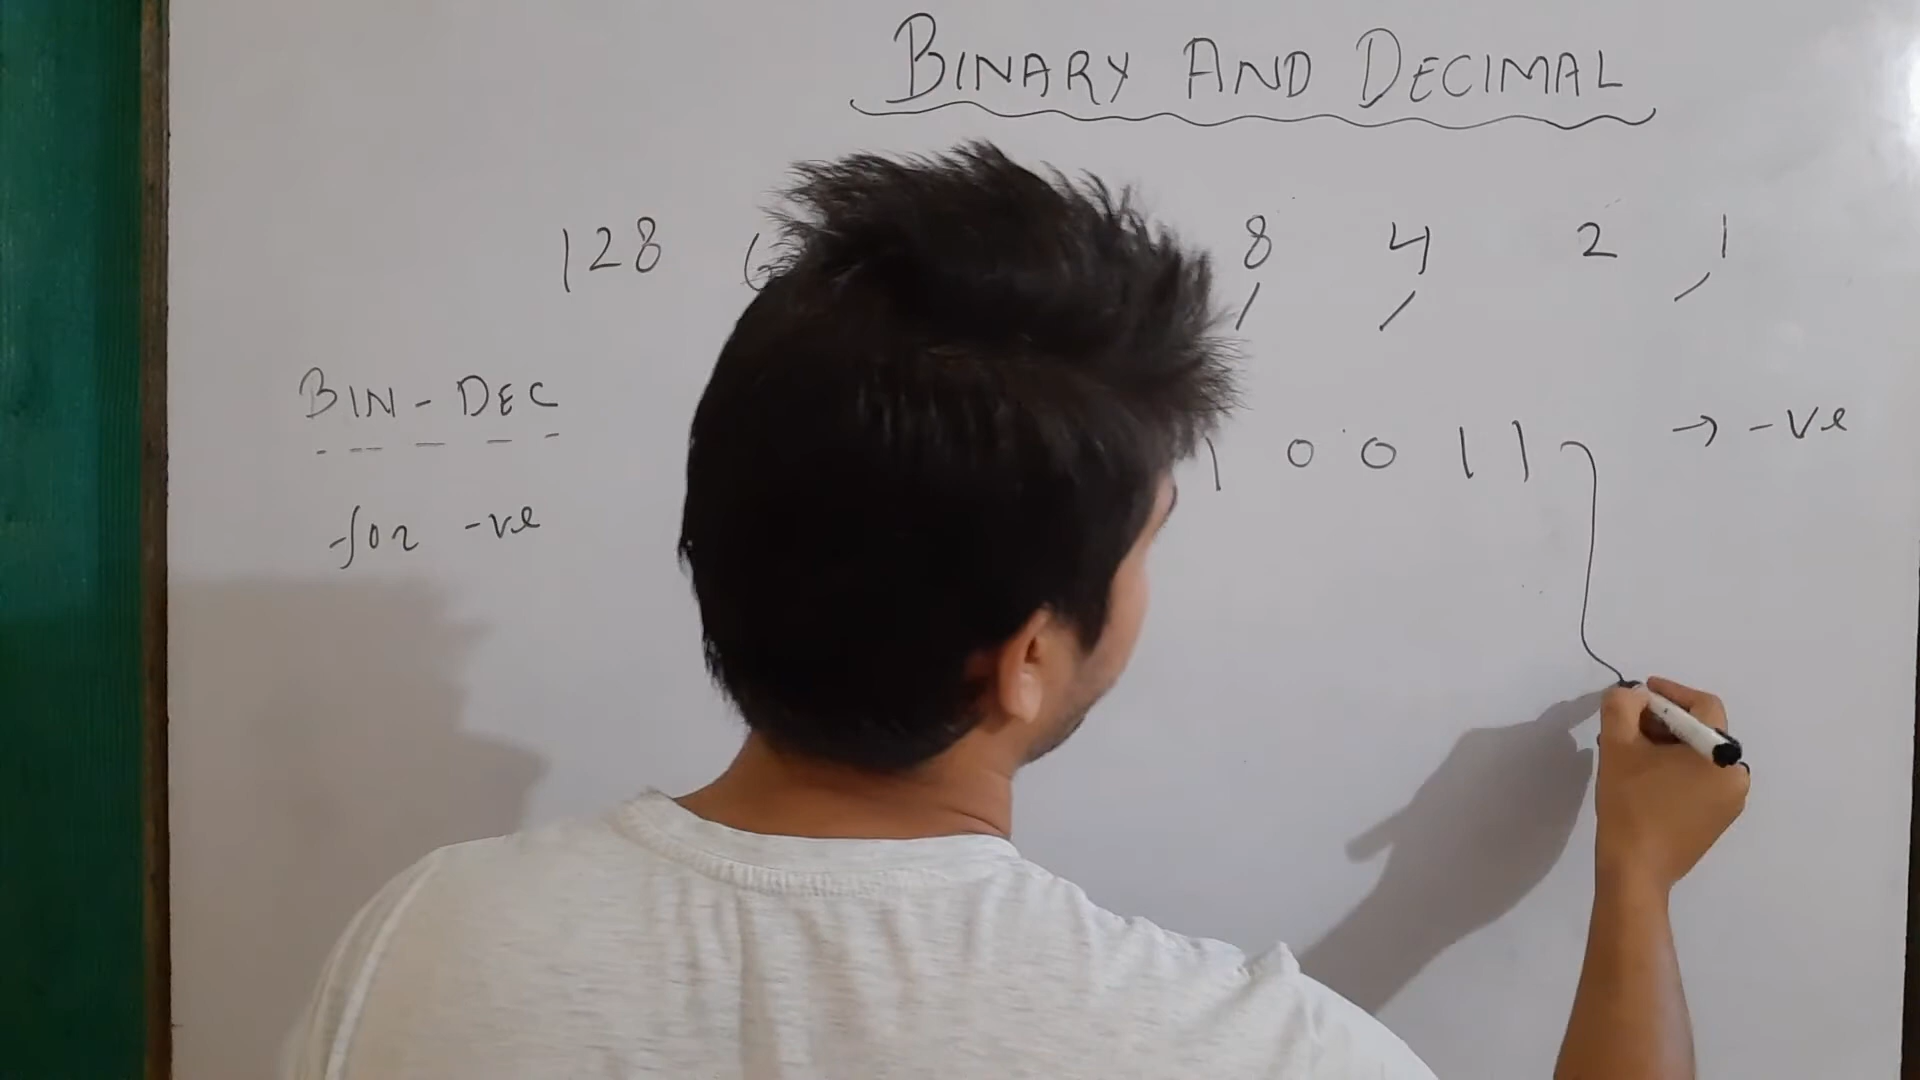 BINARY AND DECIMAL
128 8 4 2 1
BIN - DEC
1 0 0 1 1 → -ve
for -ve